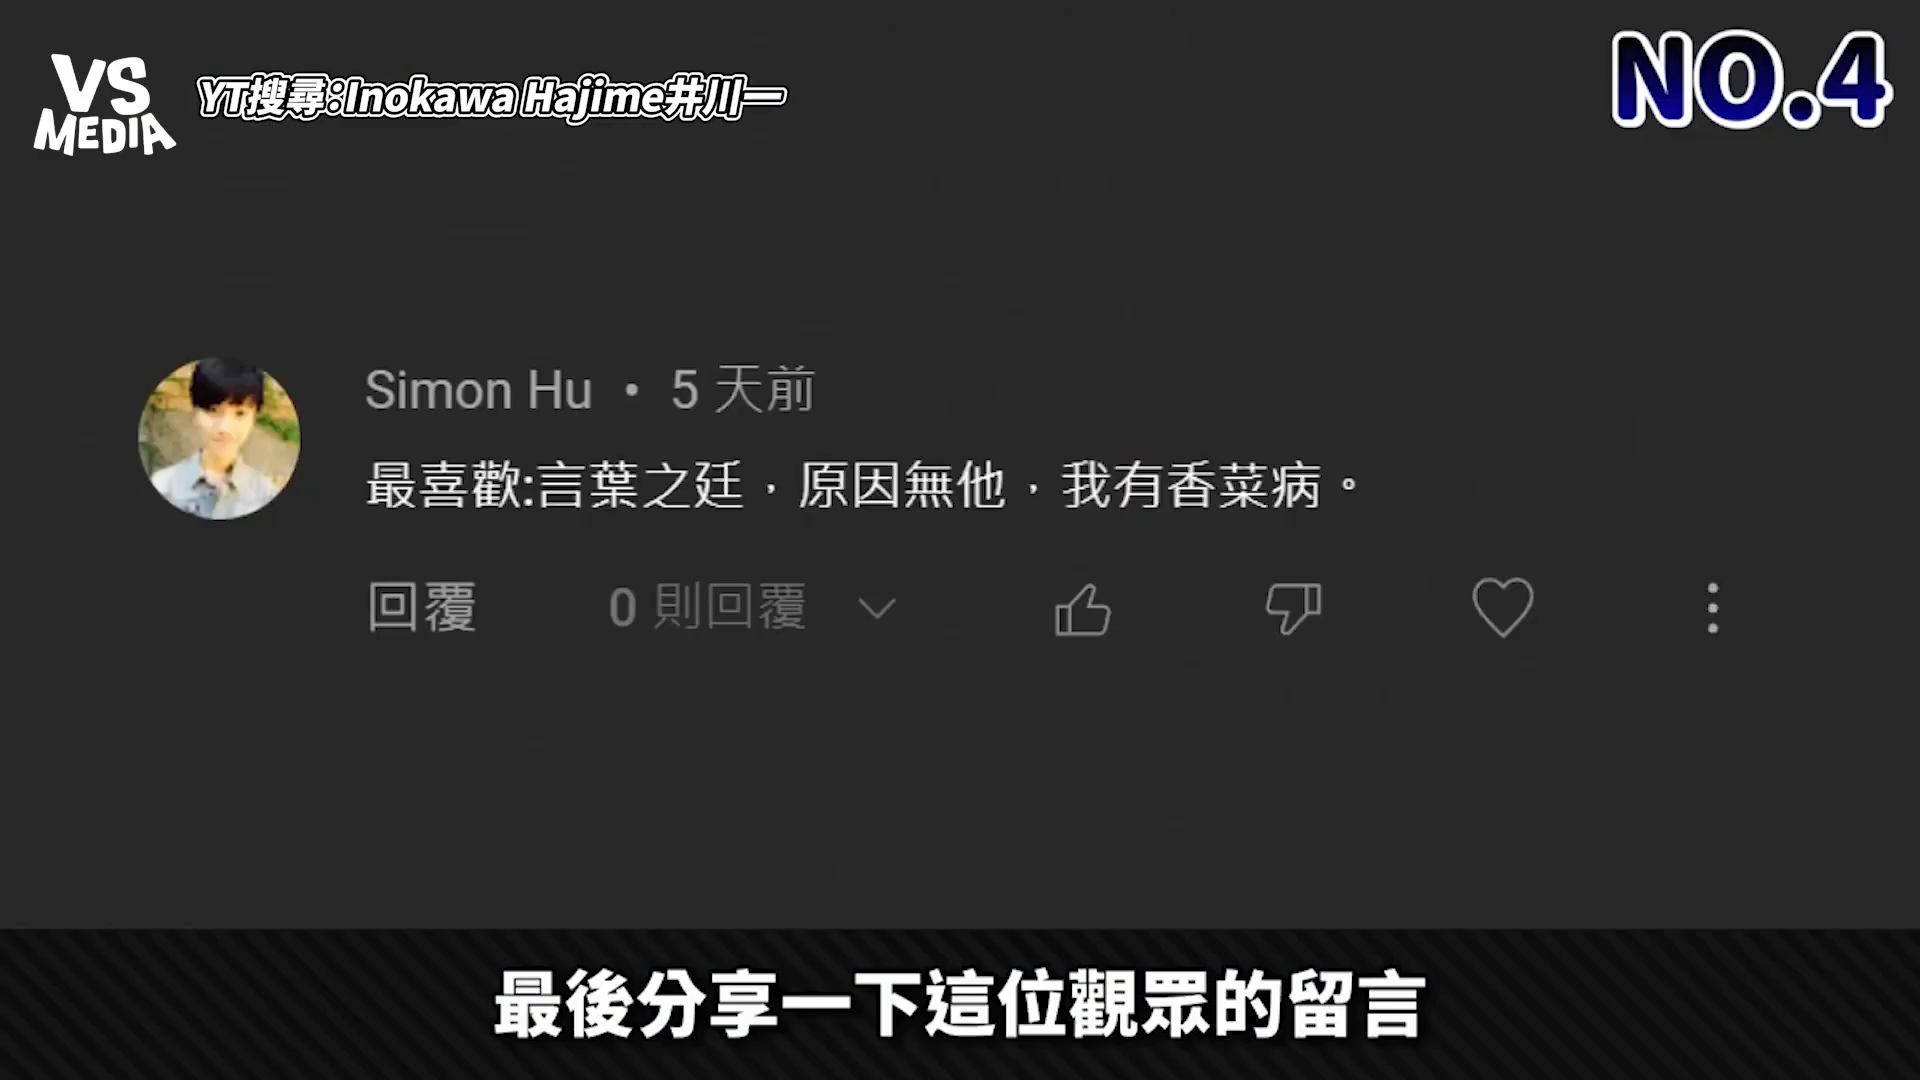 VS
MEDIA
YT搜尋:Inokawa Hajime井川一
NO.4
Simon Hu • 5 天前
最喜歡:言葉之廷，原因無他，我有香菜病。
回覆 0 則回覆
最後分享一下這位觀眾的留言